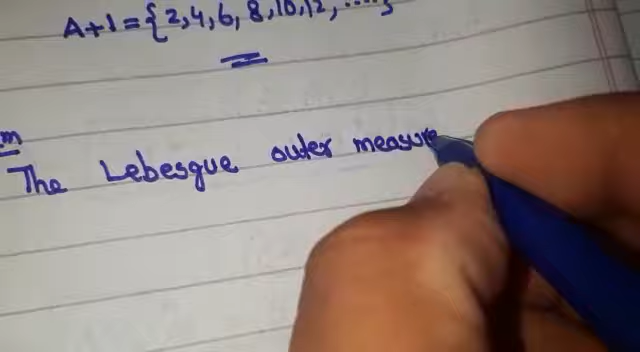 A+1={2,4,6,8,10,12,....}
m
The Lebesgue outer measure